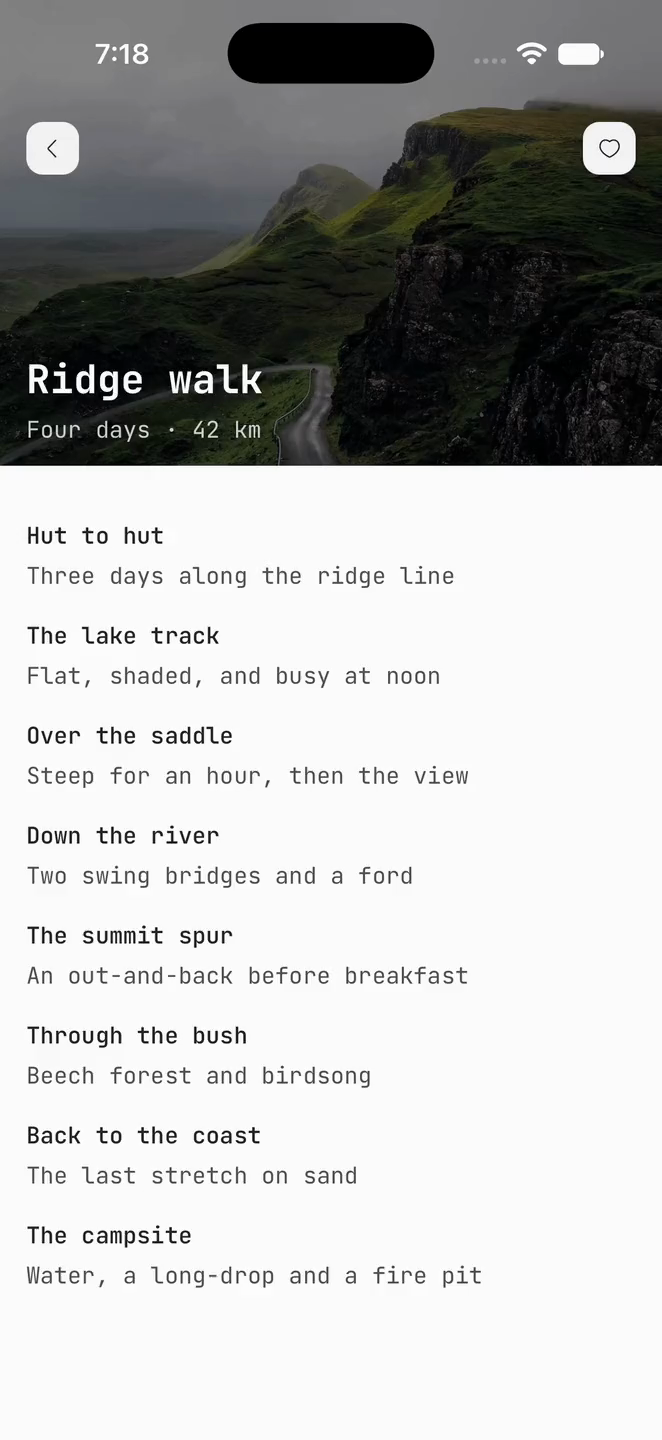 7:18
Ridge walk
Four days · 42 km
Hut to hut
Three days along the ridge line
The lake track
Flat, shaded, and busy at noon
Over the saddle
Steep for an hour, then the view
Down the river
Two swing bridges and a ford
The summit spur
An out-and-back before breakfast
Through the bush
Beech forest and birdsong
Back to the coast
The last stretch on sand
The campsite
Water, a long-drop and a fire pit